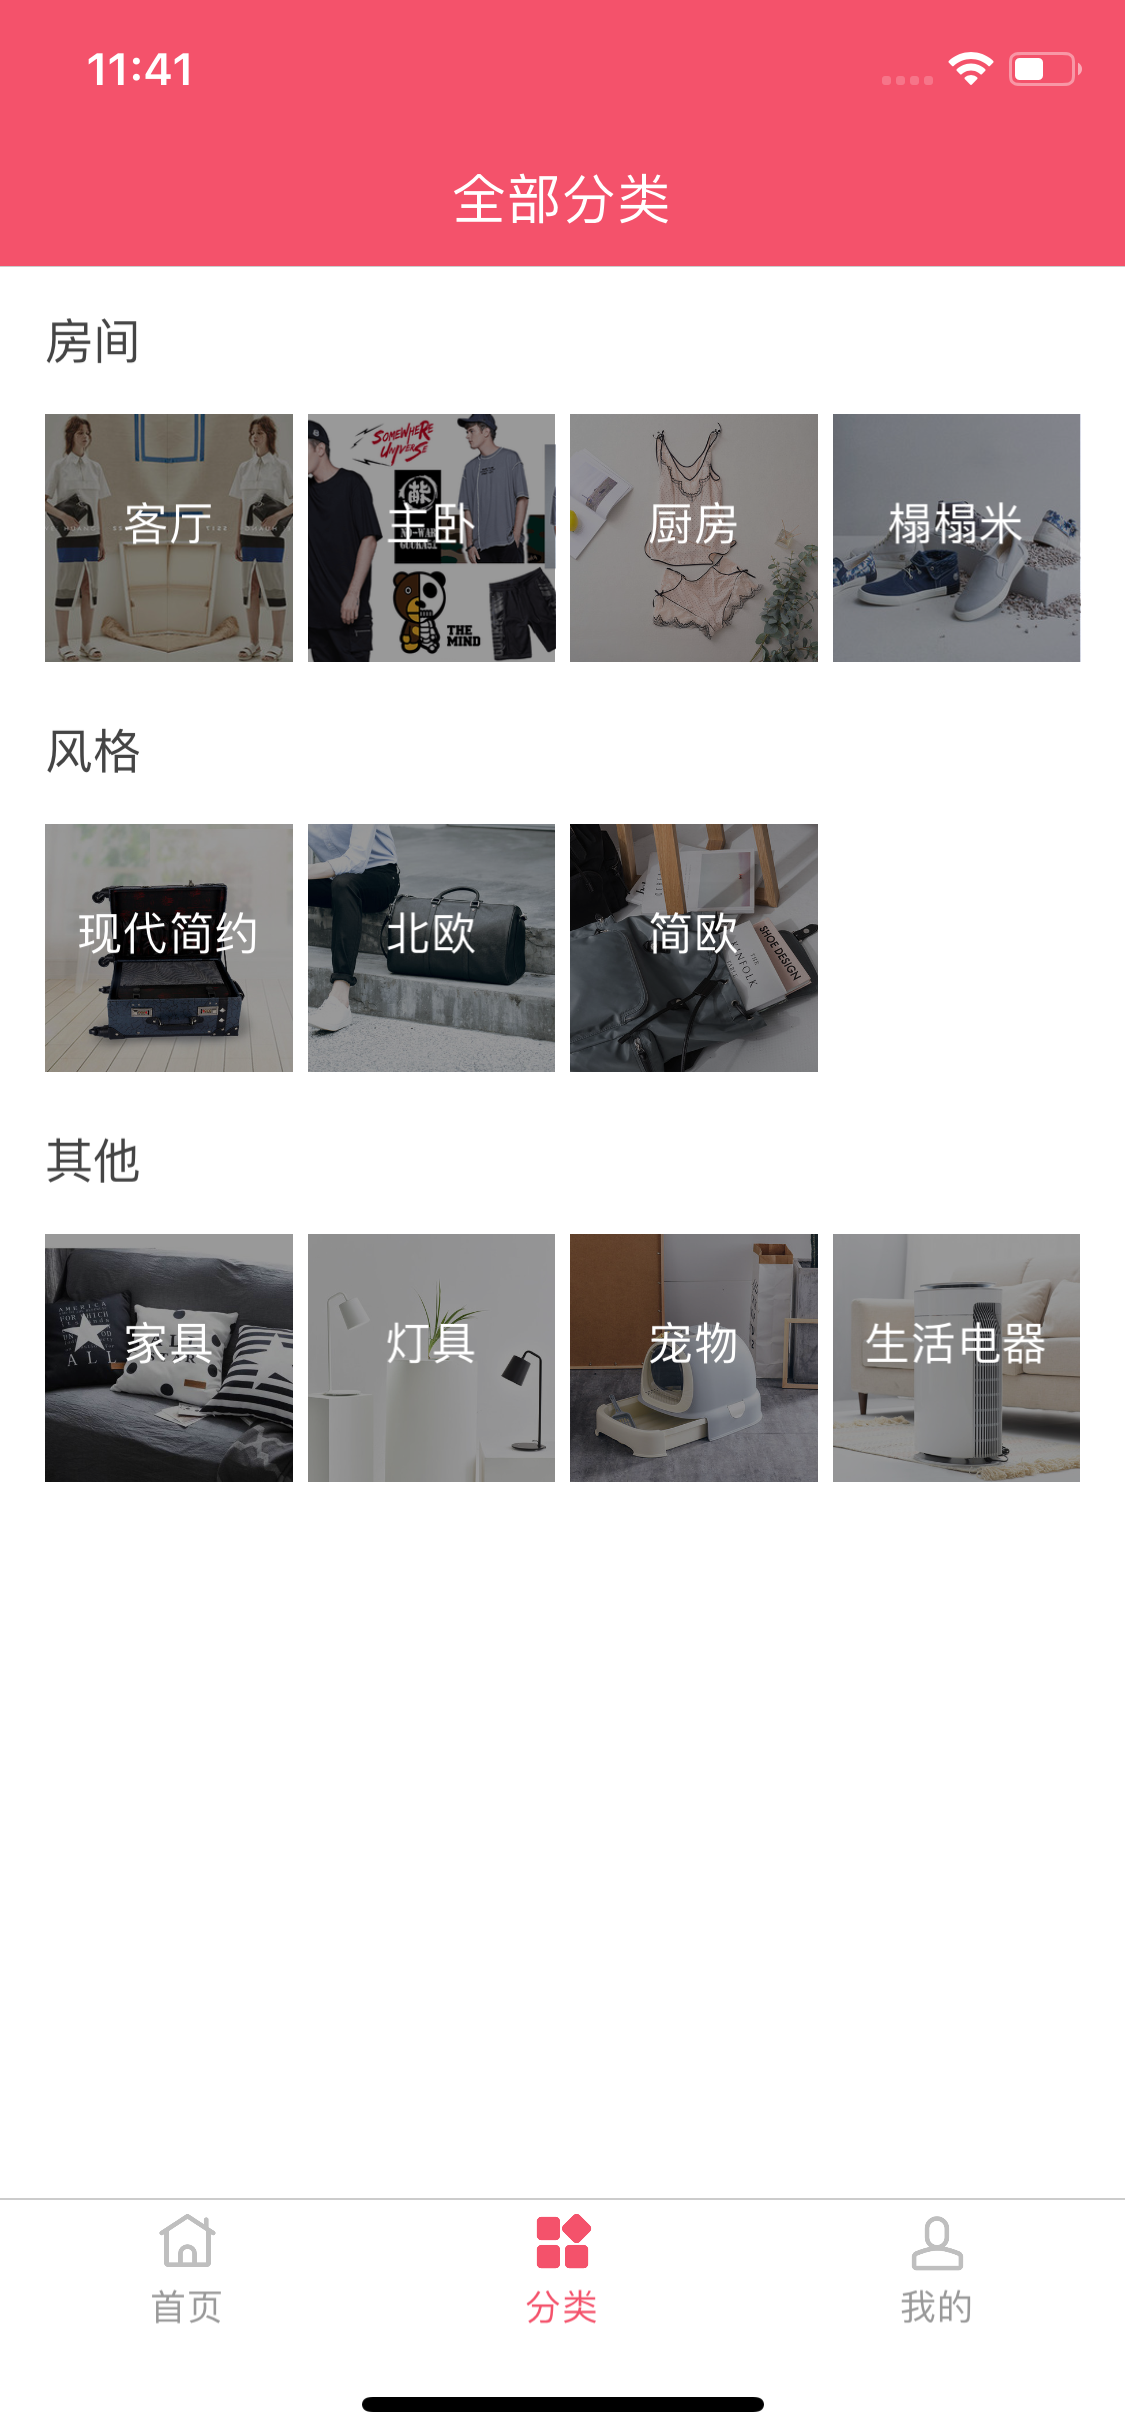 11:41
全部分类
房间
客厅
主卧
厨房
榻榻米
SOMEWHERE
UNIVERSE
THE
MIND
风格
现代简约
北欧
简欧
SHOE DESIGN
其他
家具
灯具
宠物
生活电器
AMERICA
ALL
首页
分类
我的